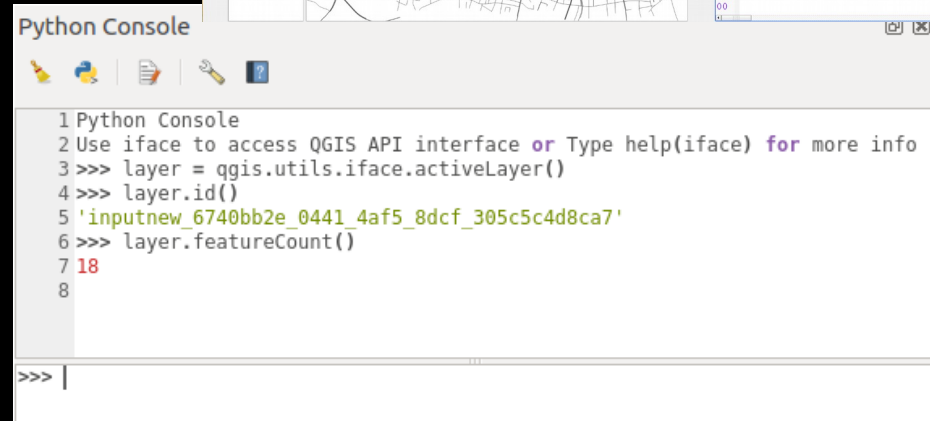 00
Python Console
1 Python Console
2 Use iface to access QGIS API interface or Type help(iface) for more info
3 >>> layer = qgis.utils.iface.activeLayer()
4 >>> layer.id()
5 'inputnew_6740bb2e_0441_4af5_8dcf_305c5c4d8ca7'
6 >>> layer.featureCount()
7 18
8
>>>